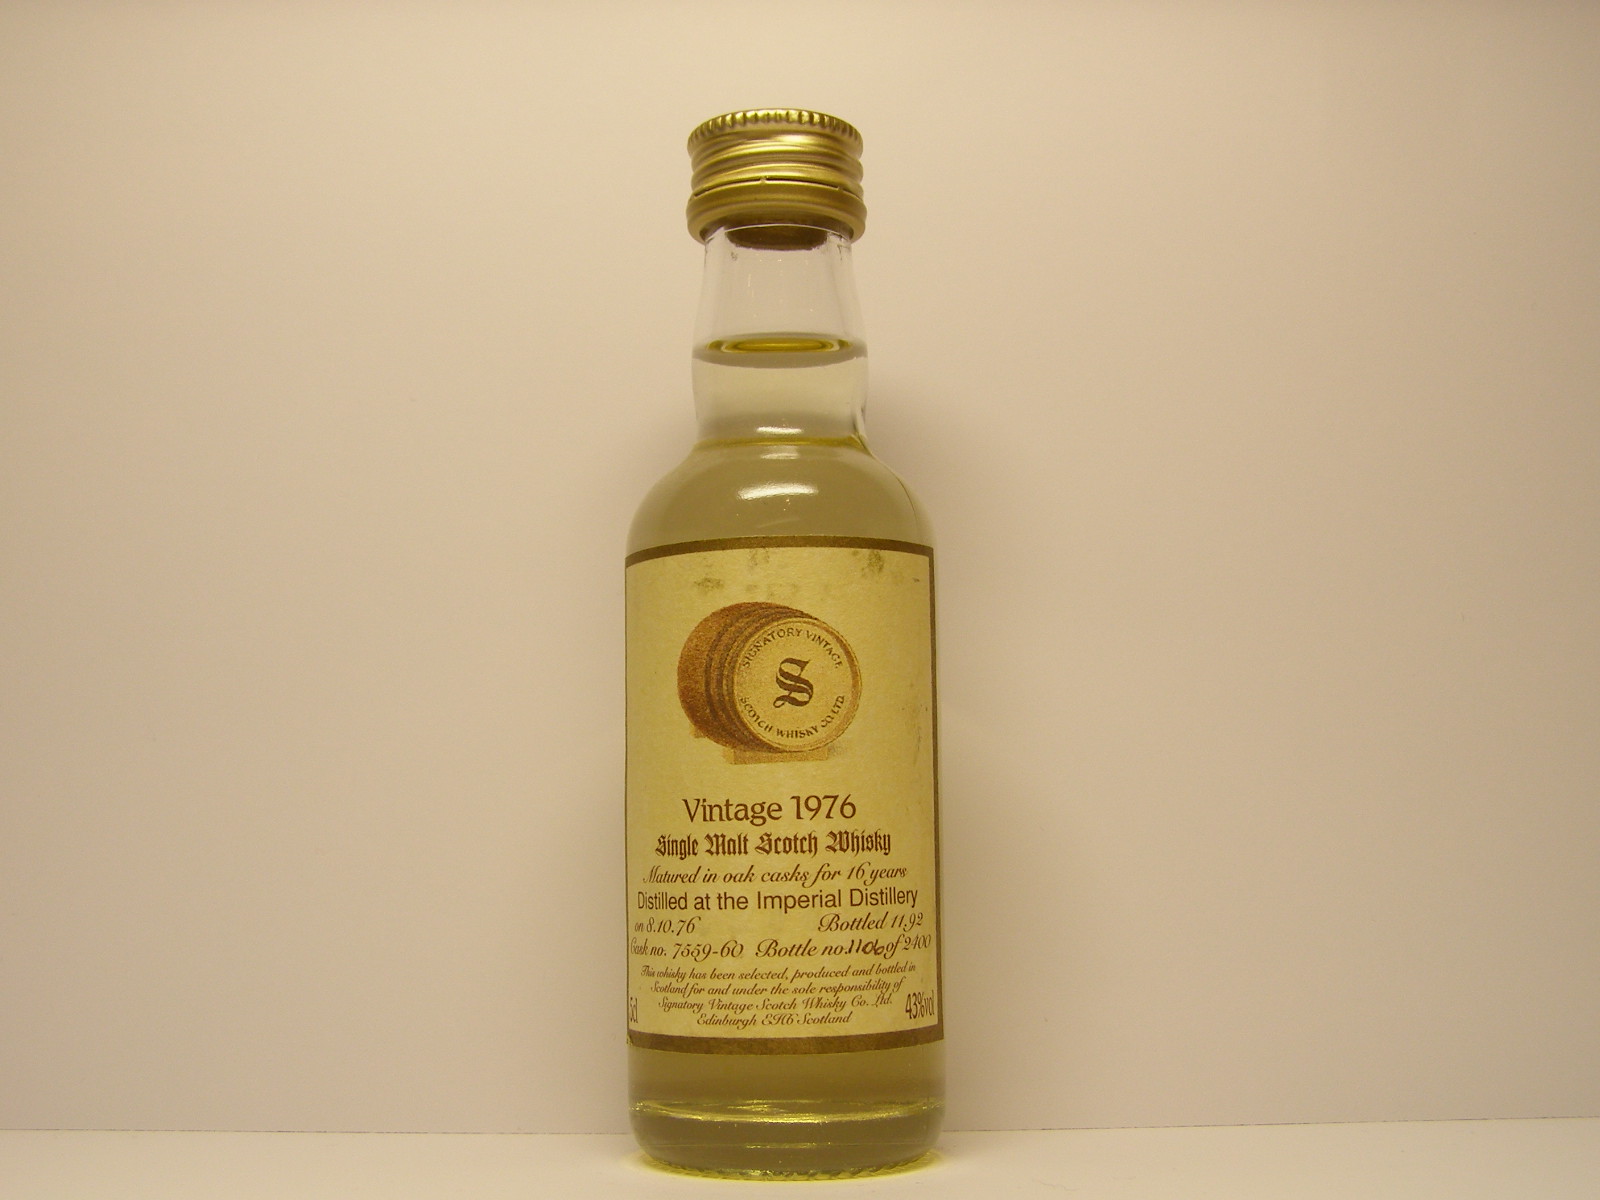 SIGNATORY VINTAGE
S
SCOTCH WHISKY CO LTD
Vintage 1976
Single Malt Scotch Whisky
Matured in oak casks for 16 years
Distilled at the Imperial Distillery
on 8.10.76 Bottled 11.92
Cask no. 7559-60 Bottle no. 1106 of 2400
This whisky has been selected, produced and bottled in
Scotland for and under the sole responsibility of
Signatory Vintage Scotch Whisky Co. Ltd.
5cl Edinburgh EH6 Scotland 43%vol